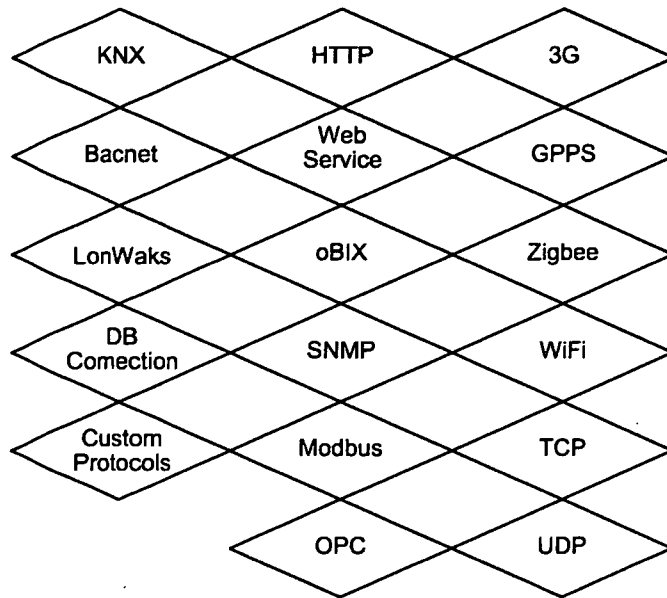 KNX
HTTP
3G
Bacnet
Web
Service
GPPS
LonWaks
oBIX
Zigbee
DB
Comection
SNMP
WiFi
Custom
Protocols
Modbus
TCP
OPC
UDP